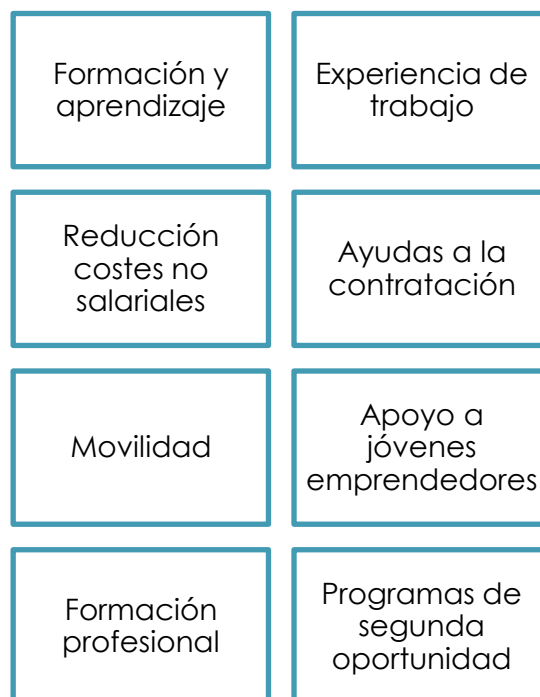 Formación y
aprendizaje
Experiencia de
trabajo
Reducción
costes no
salariales
Ayudas a la
contratación
Movilidad
Apoyo a
jóvenes
emprendedores
Formación
profesional
Programas de
segunda
oportunidad